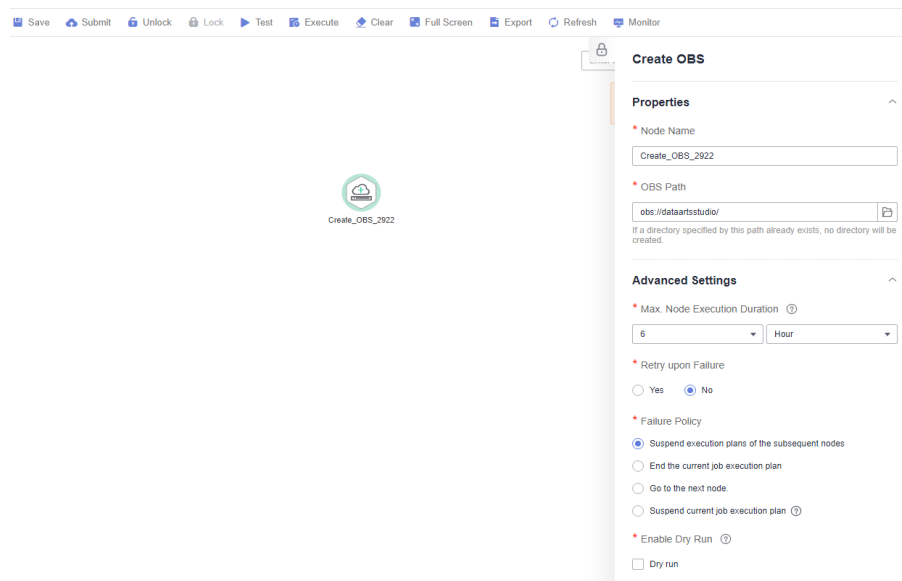 Save Submit Unlock Lock Test Execute Clear Full Screen Export Refresh Monitor
Create OBS
Properties
* Node Name
Create_OBS_2922
* OBS Path
obs://dataartsstudio/
If a directory specified by this path already exists, no directory will be
created.
Advanced Settings
* Max. Node Execution Duration ?
6 Hour
* Retry upon Failure
Yes No
* Failure Policy
Suspend execution plans of the subsequent nodes
End the current job execution plan
Go to the next node.
Suspend current job execution plan ?
* Enable Dry Run ?
Dry run
Create_OBS_2922